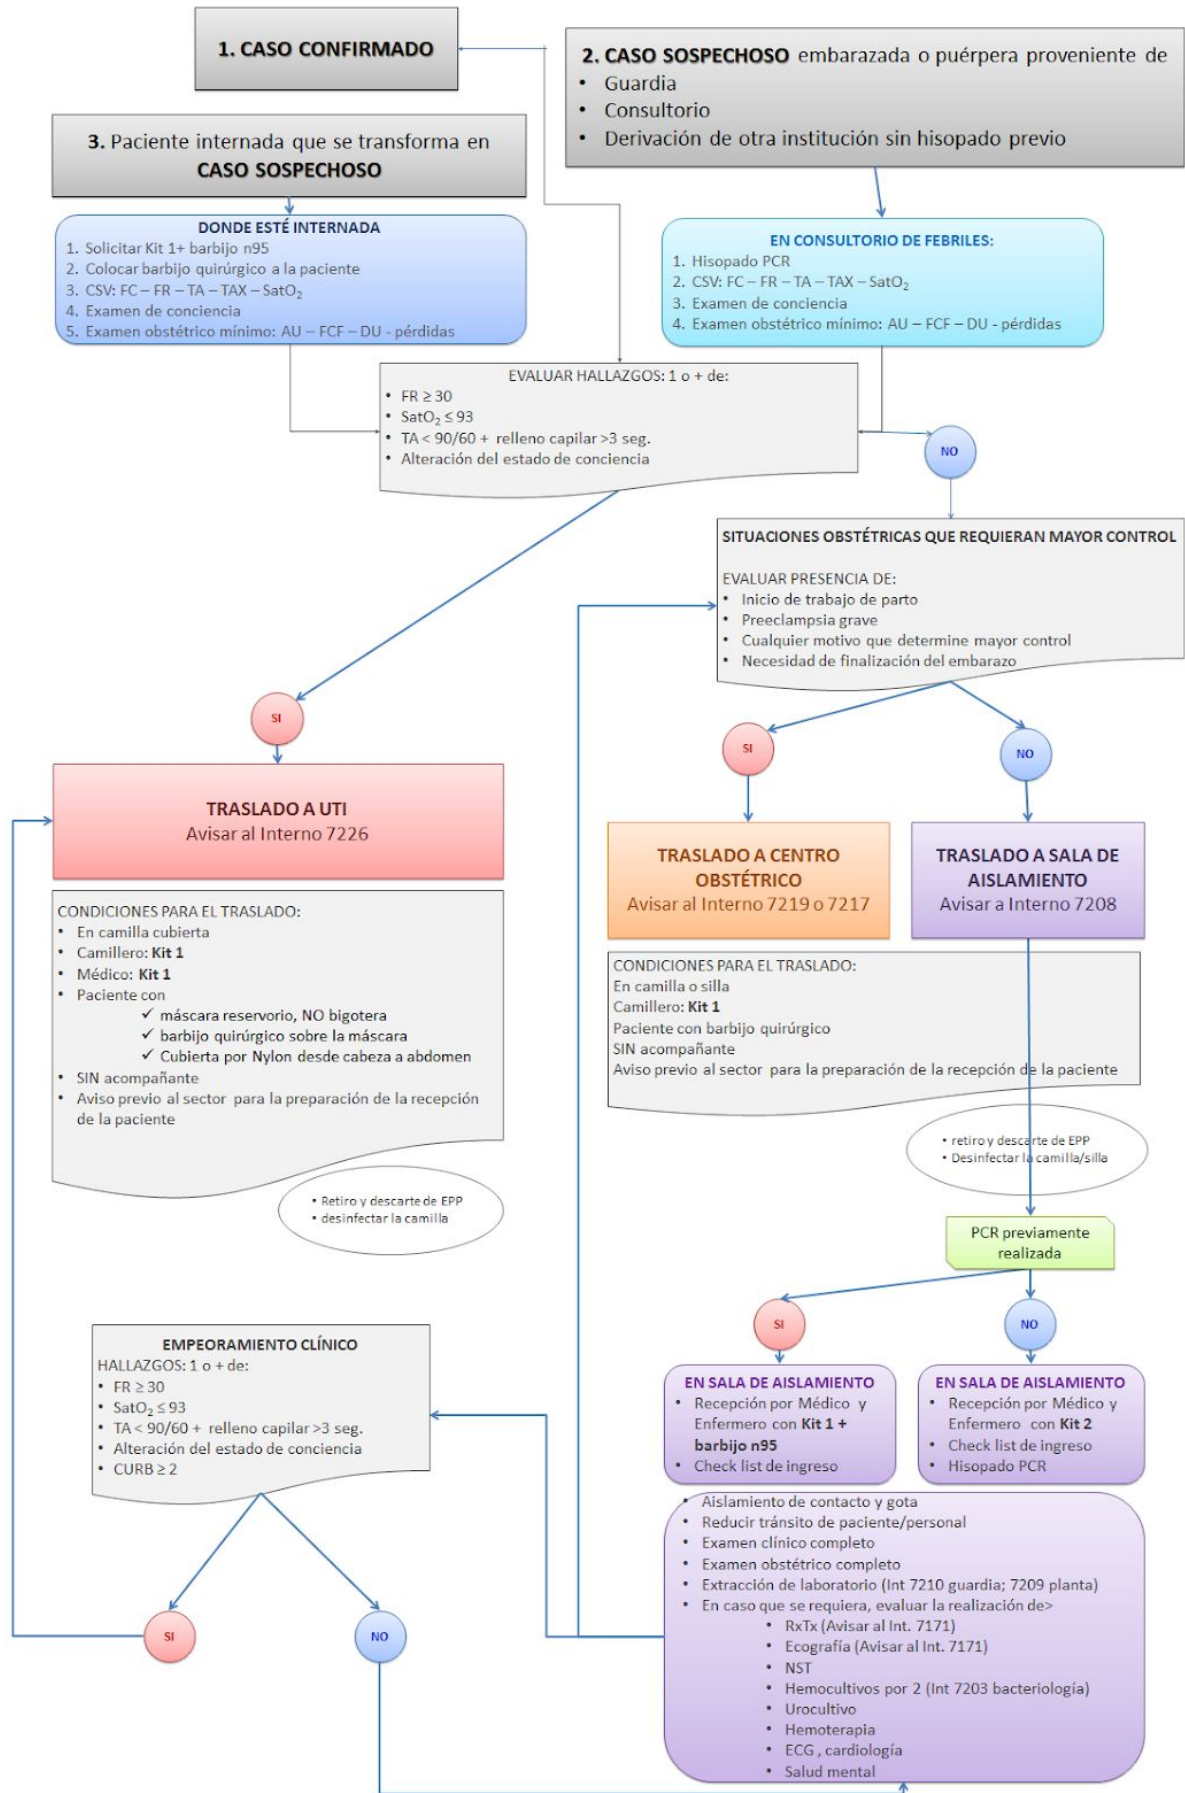 1. CASO CONFIRMADO
2. CASO SOSPECHOSO embarazada o puérpera proveniente de
• Guardia
• Consultorio
• Derivación de otra institución sin hisopado previo
3. Paciente internada que se transforma en
CASO SOSPECHOSO
DONDE ESTÉ INTERNADA
1. Solicitar Kit 1+ barbijo n95
2. Colocar barbijo quirúrgico a la paciente
3. CSV: FC – FR – TA – TAX – SatO₂
4. Examen de conciencia
5. Examen obstétrico mínimo: AU – FCF – DU - pérdidas
EN CONSULTORIO DE FEBRILES:
1. Hisopado PCR
2. CSV: FC – FR – TA – TAX – SatO₂
3. Examen de conciencia
4. Examen obstétrico mínimo: AU – FCF – DU - pérdidas
EVALUAR HALLAZGOS: 1 o + de:
• FR ≥ 30
• SatO₂ ≤ 93
• TA < 90/60 + relleno capilar >3 seg.
• Alteración del estado de conciencia
NO
SITUACIONES OBSTÉTRICAS QUE REQUIERAN MAYOR CONTROL
EVALUAR PRESENCIA DE:
• Inicio de trabajo de parto
• Preeclampsia grave
• Cualquier motivo que determine mayor control
• Necesidad de finalización del embarazo
SI
SI
NO
TRASLADO A UTI
Avisar al Interno 7226
TRASLADO A CENTRO
OBSTÉTRICO
Avisar al Interno 7219 o 7217
TRASLADO A SALA DE
AISLAMIENTO
Avisar a Interno 7208
CONDICIONES PARA EL TRASLADO:
• En camilla cubierta
• Camillero: Kit 1
• Médico: Kit 1
• Paciente con
✓ máscara reservorio, NO bigotera
✓ barbijo quirúrgico sobre la máscara
✓ Cubierta por Nylon desde cabeza a abdomen
• SIN acompañante
• Aviso previo al sector para la preparación de la recepción
de la paciente
CONDICIONES PARA EL TRASLADO:
En camilla o silla
Camillero: Kit 1
Paciente con barbijo quirúrgico
SIN acompañante
Aviso previo al sector para la preparación de la recepción de la paciente
• retiro y descarte de EPP
• Desinfectar la camilla/silla
• Retiro y descarte de EPP
• desinfectar la camilla
PCR previamente
realizada
SI
NO
EMPEORAMIENTO CLÍNICO
HALLAZGOS: 1 o + de:
• FR ≥ 30
• SatO₂ ≤ 93
• TA < 90/60 + relleno capilar >3 seg.
• Alteración del estado de conciencia
• CURB ≥ 2
EN SALA DE AISLAMIENTO
• Recepción por Médico y
Enfermero con Kit 1 +
barbijo n95
• Check list de ingreso
EN SALA DE AISLAMIENTO
• Recepción por Médico y
Enfermero con Kit 2
• Check list de ingreso
• Hisopado PCR
• Aislamiento de contacto y gota
• Reducir tránsito de paciente/personal
• Examen clínico completo
• Examen obstétrico completo
• Extracción de laboratorio (Int 7210 guardia; 7209 planta)
• En caso que se requiera, evaluar la realización de>
• RxTx (Avisar al Int. 7171)
• Ecografía (Avisar al Int. 7171)
• NST
• Hemocultivos por 2 (Int 7203 bacteriología)
• Urocultivo
• Hemoterapia
• ECG , cardiología
• Salud mental
SI
NO